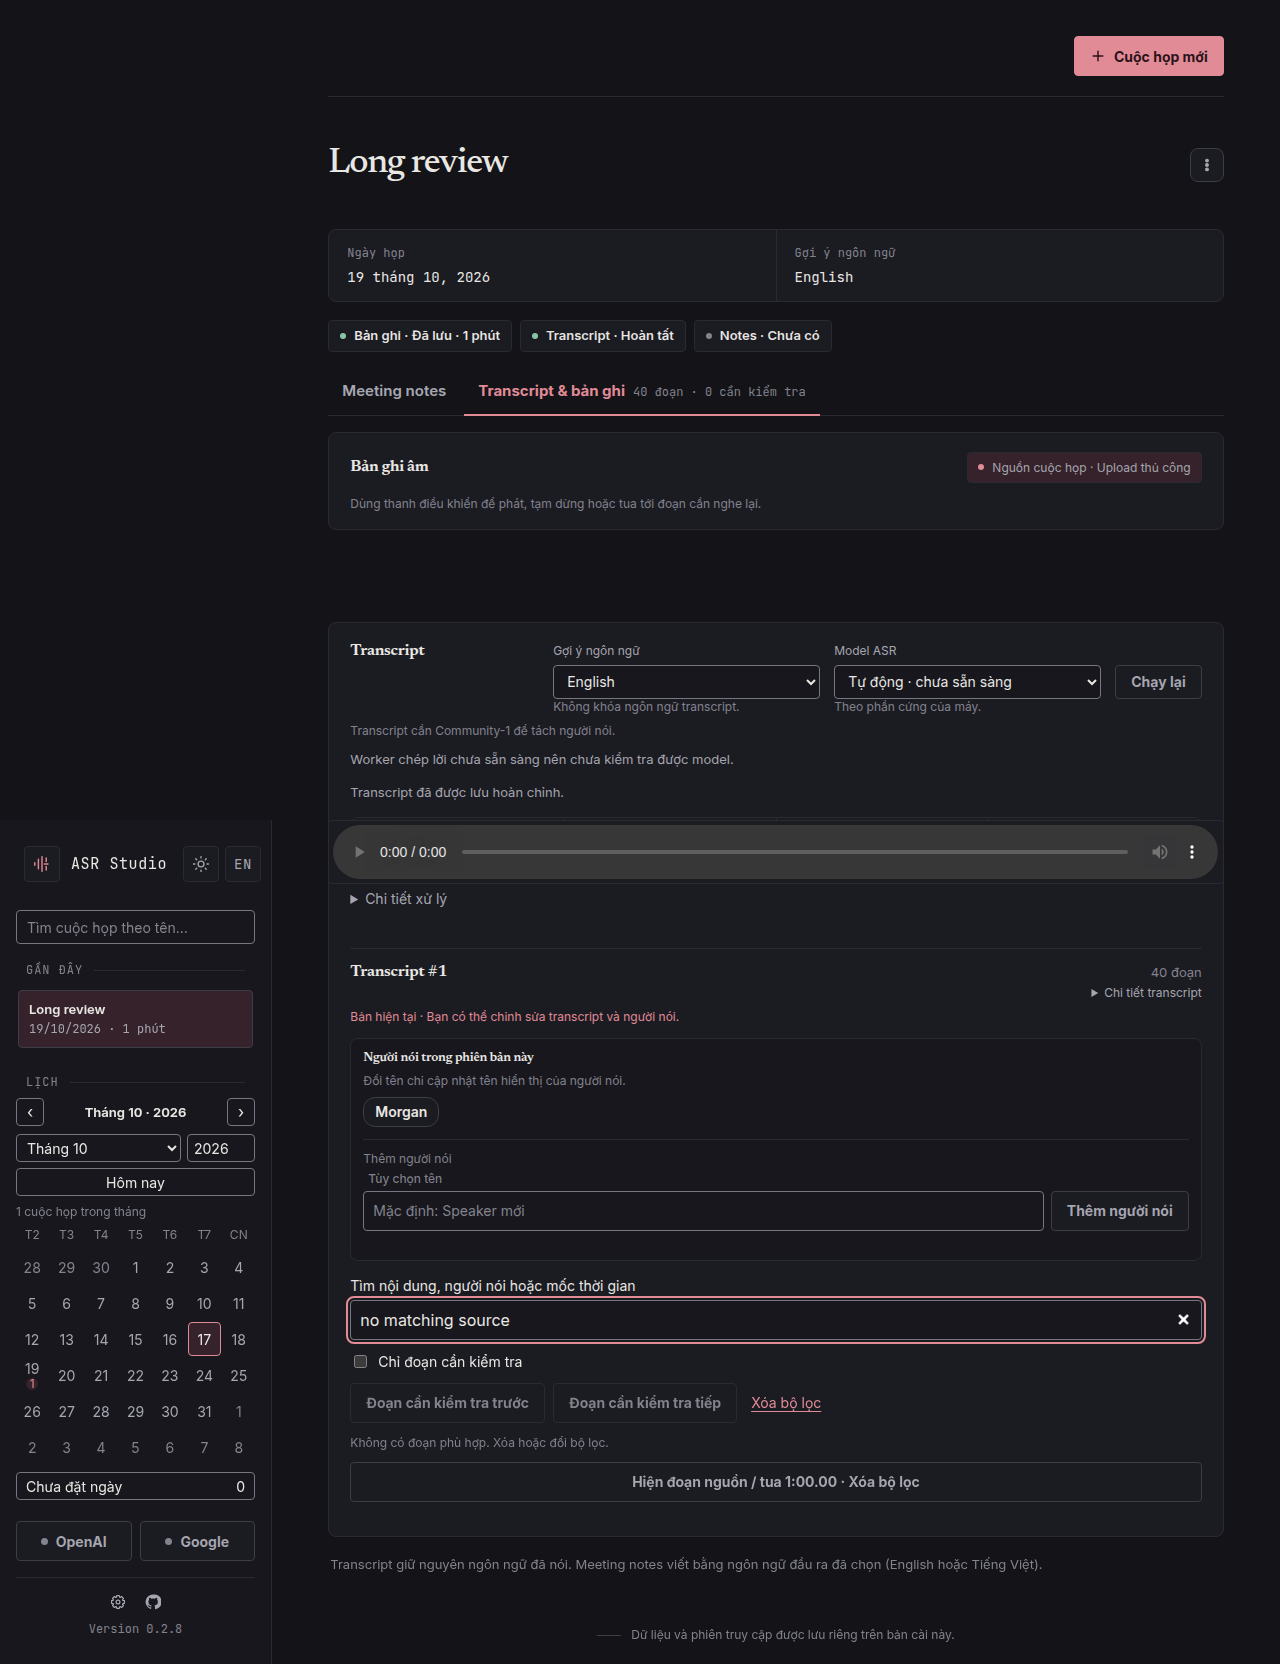 Cuộc họp mới
Long review
Ngày họp
19 tháng 10, 2026
Gợi ý ngôn ngữ
English
Bản ghi · Đã lưu · 1 phút
Transcript · Hoàn tất
Notes · Chưa có
Meeting notes
Transcript & bản ghi 40 đoạn · 0 cần kiểm tra
Bản ghi âm
Nguồn cuộc họp · Upload thủ công
Dùng thanh điều khiển để phát, tạm dừng hoặc tua tới đoạn cần nghe lại.
Transcript
Gợi ý ngôn ngữ
English
Không khóa ngôn ngữ transcript.
Model ASR
Tự động · chưa sẵn sàng
Theo phần cứng của máy.
Chạy lại
Transcript cần Community-1 để tách người nói.
Worker chép lời chưa sẵn sàng nên chưa kiểm tra được model.
Transcript đã được lưu hoàn chỉnh.
0:00 / 0:00
Chi tiết xử lý
Transcript #1
40 đoạn
Chi tiết transcript
Bản hiện tại · Bạn có thể chỉnh sửa transcript và người nói.
Người nói trong phiên bản này
Đổi tên chỉ cập nhật tên hiển thị của người nói.
Morgan
Thêm người nói
Tùy chọn tên
Mặc định: Speaker mới
Thêm người nói
Tìm nội dung, người nói hoặc mốc thời gian
no matching source
Chỉ đoạn cần kiểm tra
Đoạn cần kiểm tra trước
Đoạn cần kiểm tra tiếp
Xóa bộ lọc
Không có đoạn phù hợp. Xóa hoặc đổi bộ lọc.
Hiện đoạn nguồn / tua 1:00.00 · Xóa bộ lọc
Transcript giữ nguyên ngôn ngữ đã nói. Meeting notes viết bằng ngôn ngữ đầu ra đã chọn (English hoặc Tiếng Việt).
Dữ liệu và phiên truy cập được lưu riêng trên bản cài này.
ASR Studio
EN
Tìm cuộc họp theo tên...
GẦN ĐÂY
Long review
19/10/2026 · 1 phút
LỊCH
‹ Tháng 10 · 2026 ›
Tháng 10
2026
Hôm nay
1 cuộc họp trong tháng
T2 T3 T4 T5 T6 T7 CN
28 29 30 1 2 3 4
5 6 7 8 9 10 11
12 13 14 15 16 17 18
19 20 21 22 23 24 25
1
26 27 28 29 30 31 1
2 3 4 5 6 7 8
Chưa đặt ngày 0
OpenAI
Google
Version 0.2.8